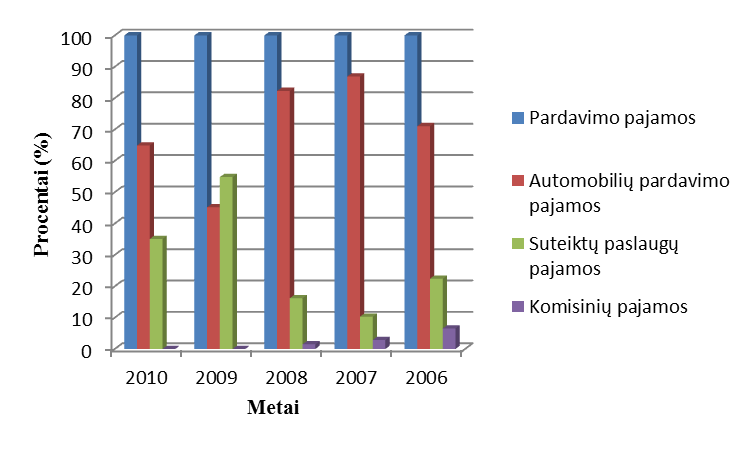 100
90
80
70
60
50
40
30
20
10
0
Procentai (%)
2010 2009 2008 2007 2006
Metai
Pardavimo pajamos
Automobilių pardavimo
pajamos
Suteiktų paslaugų
pajamos
Komisinių pajamos